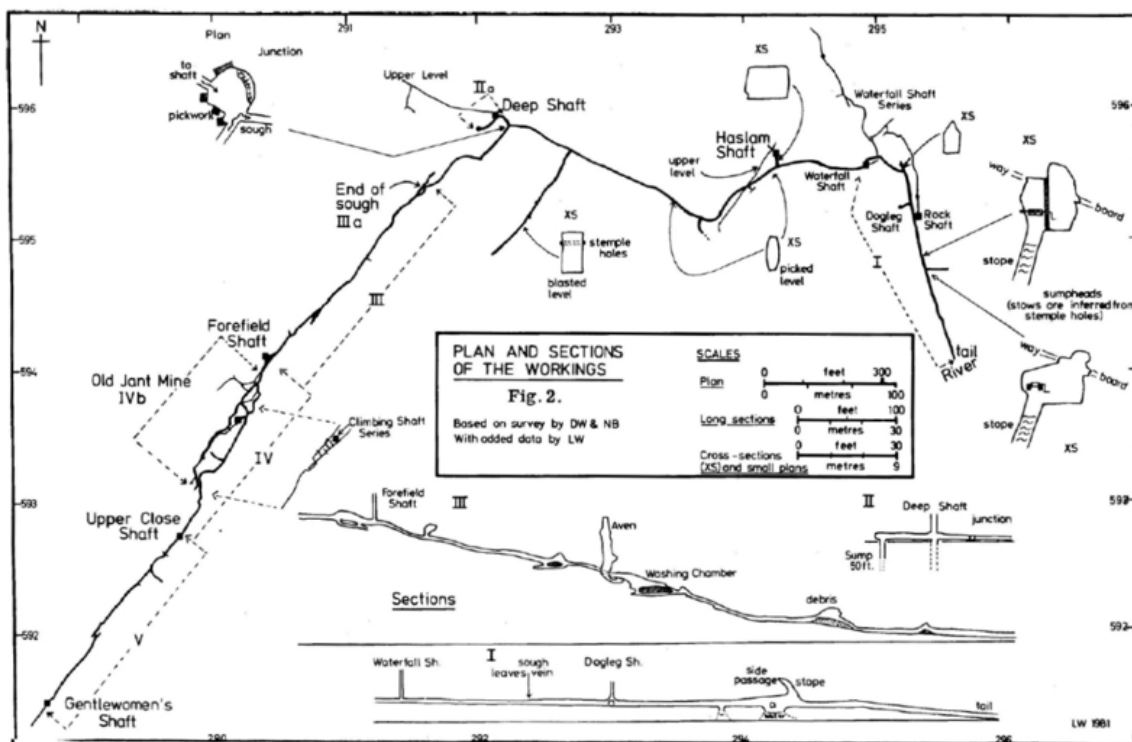 291
293
295
N
Plan
Junction
to
shaft
pickwork
sough
Upper Level
IIa
Deep Shaft
XS
Waterfall Shaft
Series
XS
596
596
Haslam
Shaft
upper
level
Waterfall
Shaft
Dogleg
Shaft
Rock
Shaft
XS
way
board
stope
sumpheads
(stows are inferred from
stemple holes)
End of
sough
IIIa
XS
stemple
holes
blasted
level
XS
picked
level
I
595
III
Forefield
Shaft
594
Old Jant Mine
IVb
IV
Climbing Shaft
Series
tail
River
way
board
stope
XS
PLAN AND SECTIONS
OF THE WORKINGS
Fig. 2.
Based on survey by DW & NB
With added data by LW
SCALES
Plan
0 feet 300
0 metres 100
Long sections
0 feet 100
0 metres 30
Cross-sections
(XS) and small plans
0 feet 30
0 metres 9
593
Upper Close
Shaft
V
592
Gentlewomen's
Shaft
Forefield
Shaft
III
Aven
Washing Chamber
debris
II
Deep Shaft
junction
Sump
50ft.
592
Sections
I
Waterfall Sh.
sough
leaves vein
Dogleg Sh.
side
passage
stope
a
tail
LW 1981
290
292
294
296